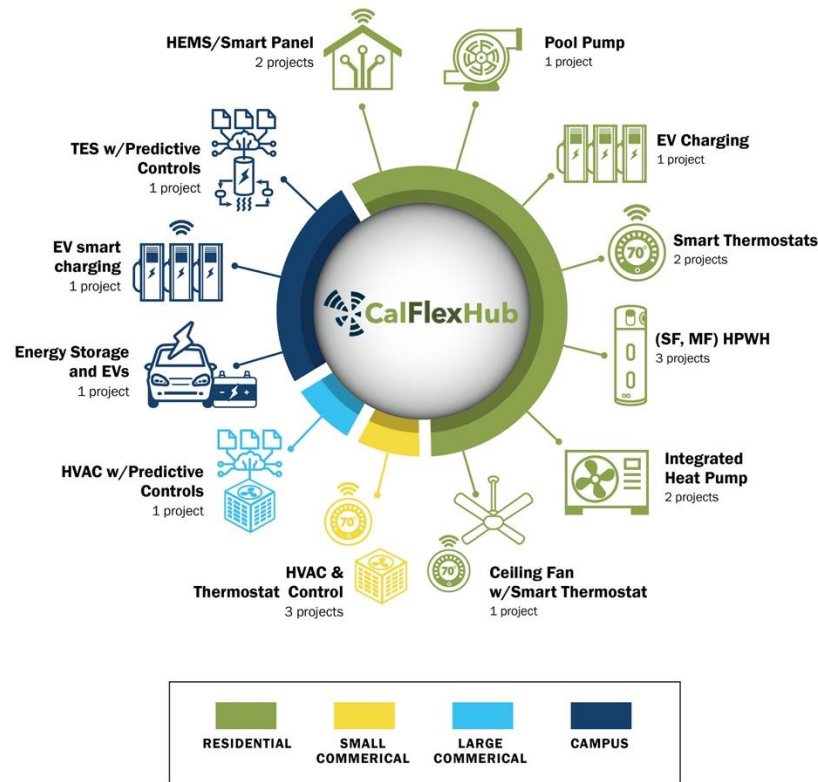 HEMS/Smart Panel
2 projects
Pool Pump
1 project
TES w/Predictive
Controls
1 project
EV Charging
1 project
EV smart
charging
1 project
Smart Thermostats
2 projects
70°
CalFlexHub
Energy Storage
and EVs
1 project
(SF, MF) HPWH
3 projects
HVAC w/Predictive
Controls
1 project
Integrated
Heat Pump
2 projects
70°
HVAC &
Thermostat Control
3 projects
70°
Ceiling Fan
w/Smart Thermostat
1 project
RESIDENTIAL
SMALL
COMMERICAL
LARGE
COMMERICAL
CAMPUS